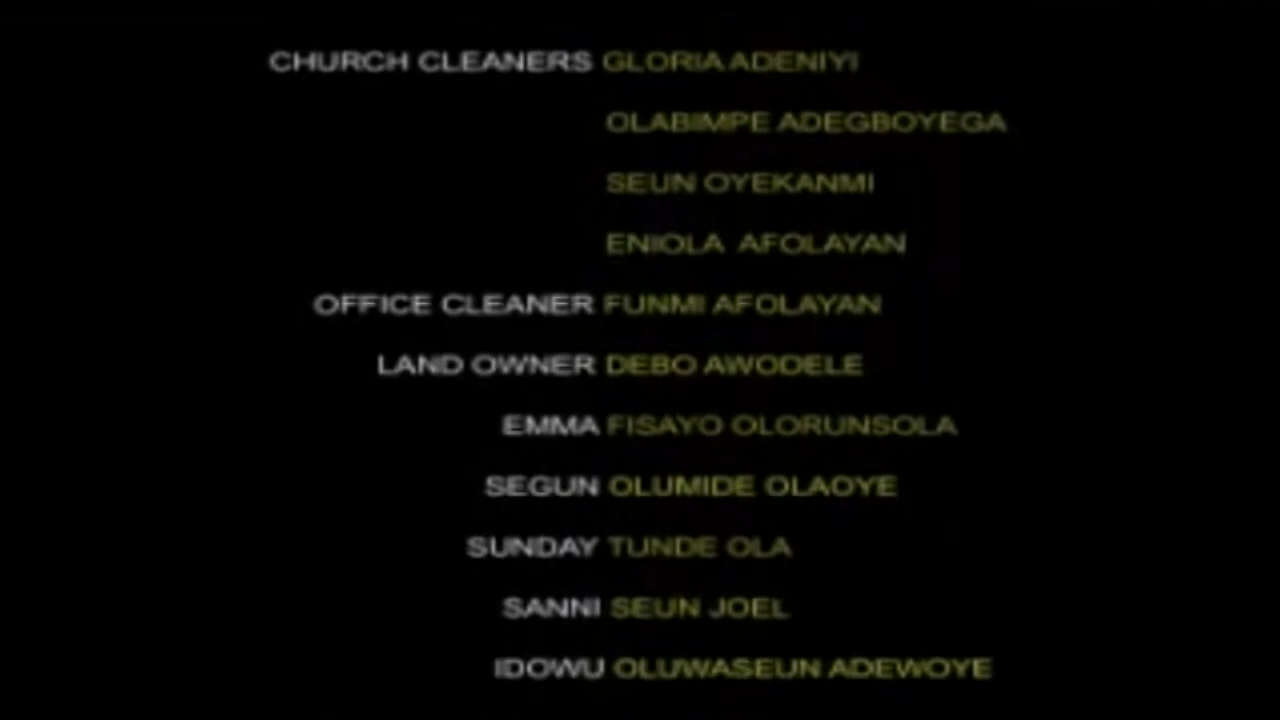 CHURCH CLEANERS GLORIA ADENIYI
OLABIMPE ADEGBOYEGA
SEUN OYEKANMI
ENIOLA AFOLAYAN
OFFICE CLEANER FUNMI AFOLAYAN
LAND OWNER DEBO AWODELE
EMMA FISAYO OLORUNSOLA
SEGUN OLUMIDE OLAOYE
SUNDAY TUNDE OLA
SANNI SEUN JOEL
IDOWU OLUWASEUN ADEWOYE